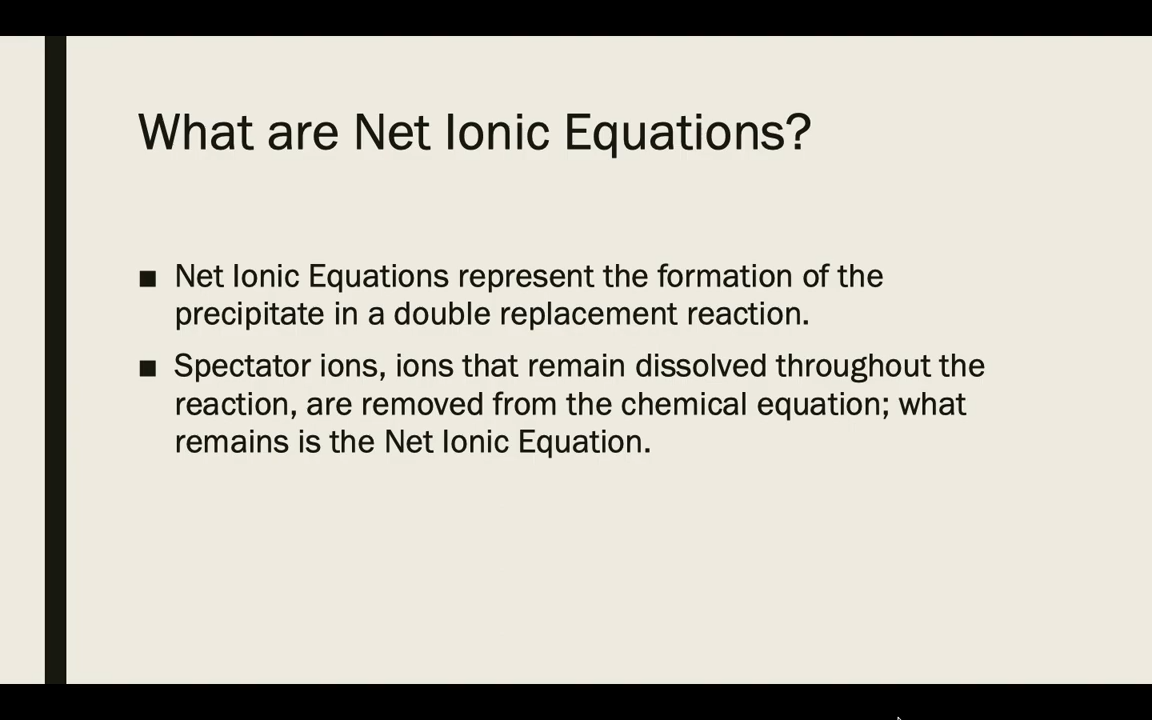 What are Net Ionic Equations?
■ Net Ionic Equations represent the formation of the
precipitate in a double replacement reaction.
■ Spectator ions, ions that remain dissolved throughout the
reaction, are removed from the chemical equation; what
remains is the Net Ionic Equation.